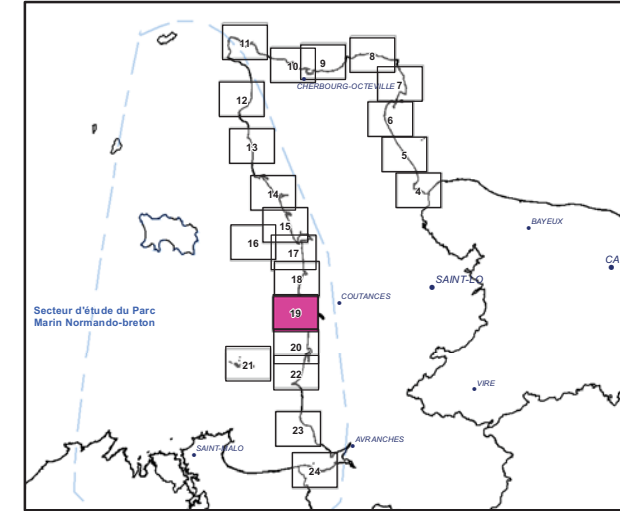 11
10
9
8
CHERBOURG-OCTEVILLE
7
12
6
13
5
14
4
15
BAYEUX
16
17
CA
18
SAINT-LO
COUTANCES
19
Secteur d'étude du Parc
Marin Normando-breton
20
21
22
VIRE
23
AVRANCHES
SAINT-MALO
24